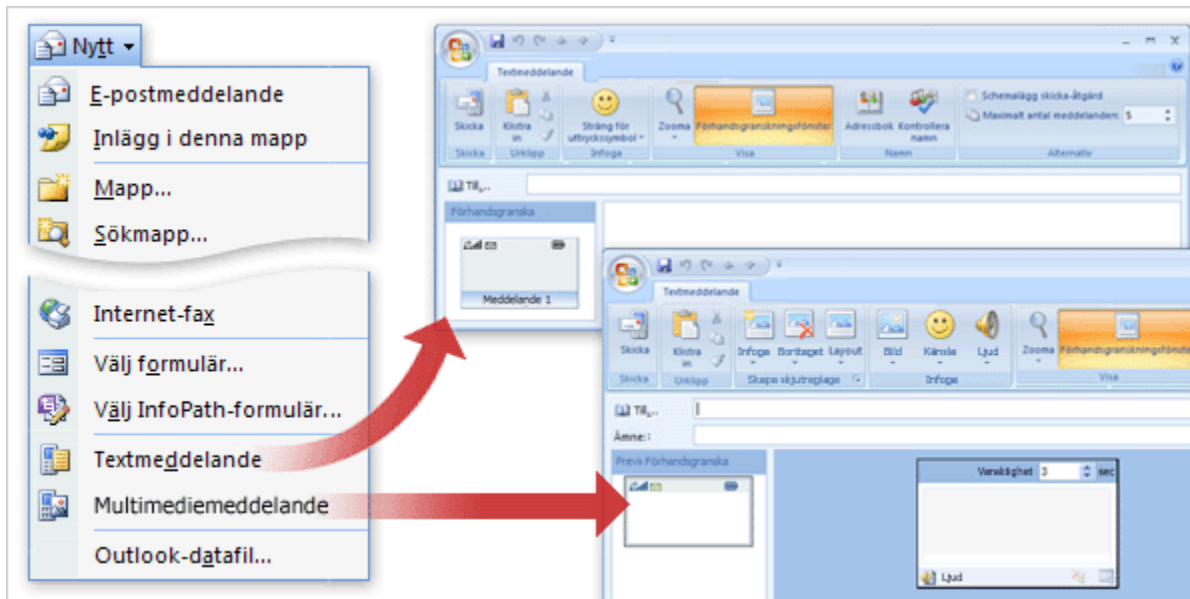 Nytt
E-postmeddelande
Inlägg i denna mapp
Mapp...
Sökmapp...
Internet-fax
Välj formulär...
Välj InfoPath-formulär...
Textmeddelande
Multimediemeddelande
Outlook-datafil...
Textmeddelande
Skicka
Klistra in
Sträng för uttryckssymbol
Zooma
Förhandsgranskningsfönster
Adressbok
Kontrollera namn
Schemalägg skicka-åtgärd
Maximalt antal meddelanden: 5
Skicka
Urklipp
Infoga
Visa
Namn
Alternativ
Till...
Förhandsgranska
Meddelande 1
Textmeddelande
Skicka
Klistra in
Infoga
Borttaget
Layout
Bild
Känsla
Ljud
Zooma
Förhandsgranskningsfönste
Skicka
Urklipp
Skapa skjutreglage
Infoga
Visa
Till...
Ämne:
Previ Förhandsgranska
Varaktighet 3 sec
Ljud